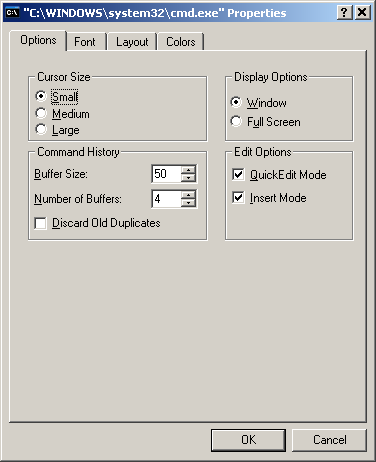 "C:\WINDOWS\system32\cmd.exe" Properties
Options Font Layout Colors
Cursor Size
Small
Medium
Large
Display Options
Window
Full Screen
Command History
Buffer Size: 50
Number of Buffers: 4
Discard Old Duplicates
Edit Options
QuickEdit Mode
Insert Mode
OK Cancel